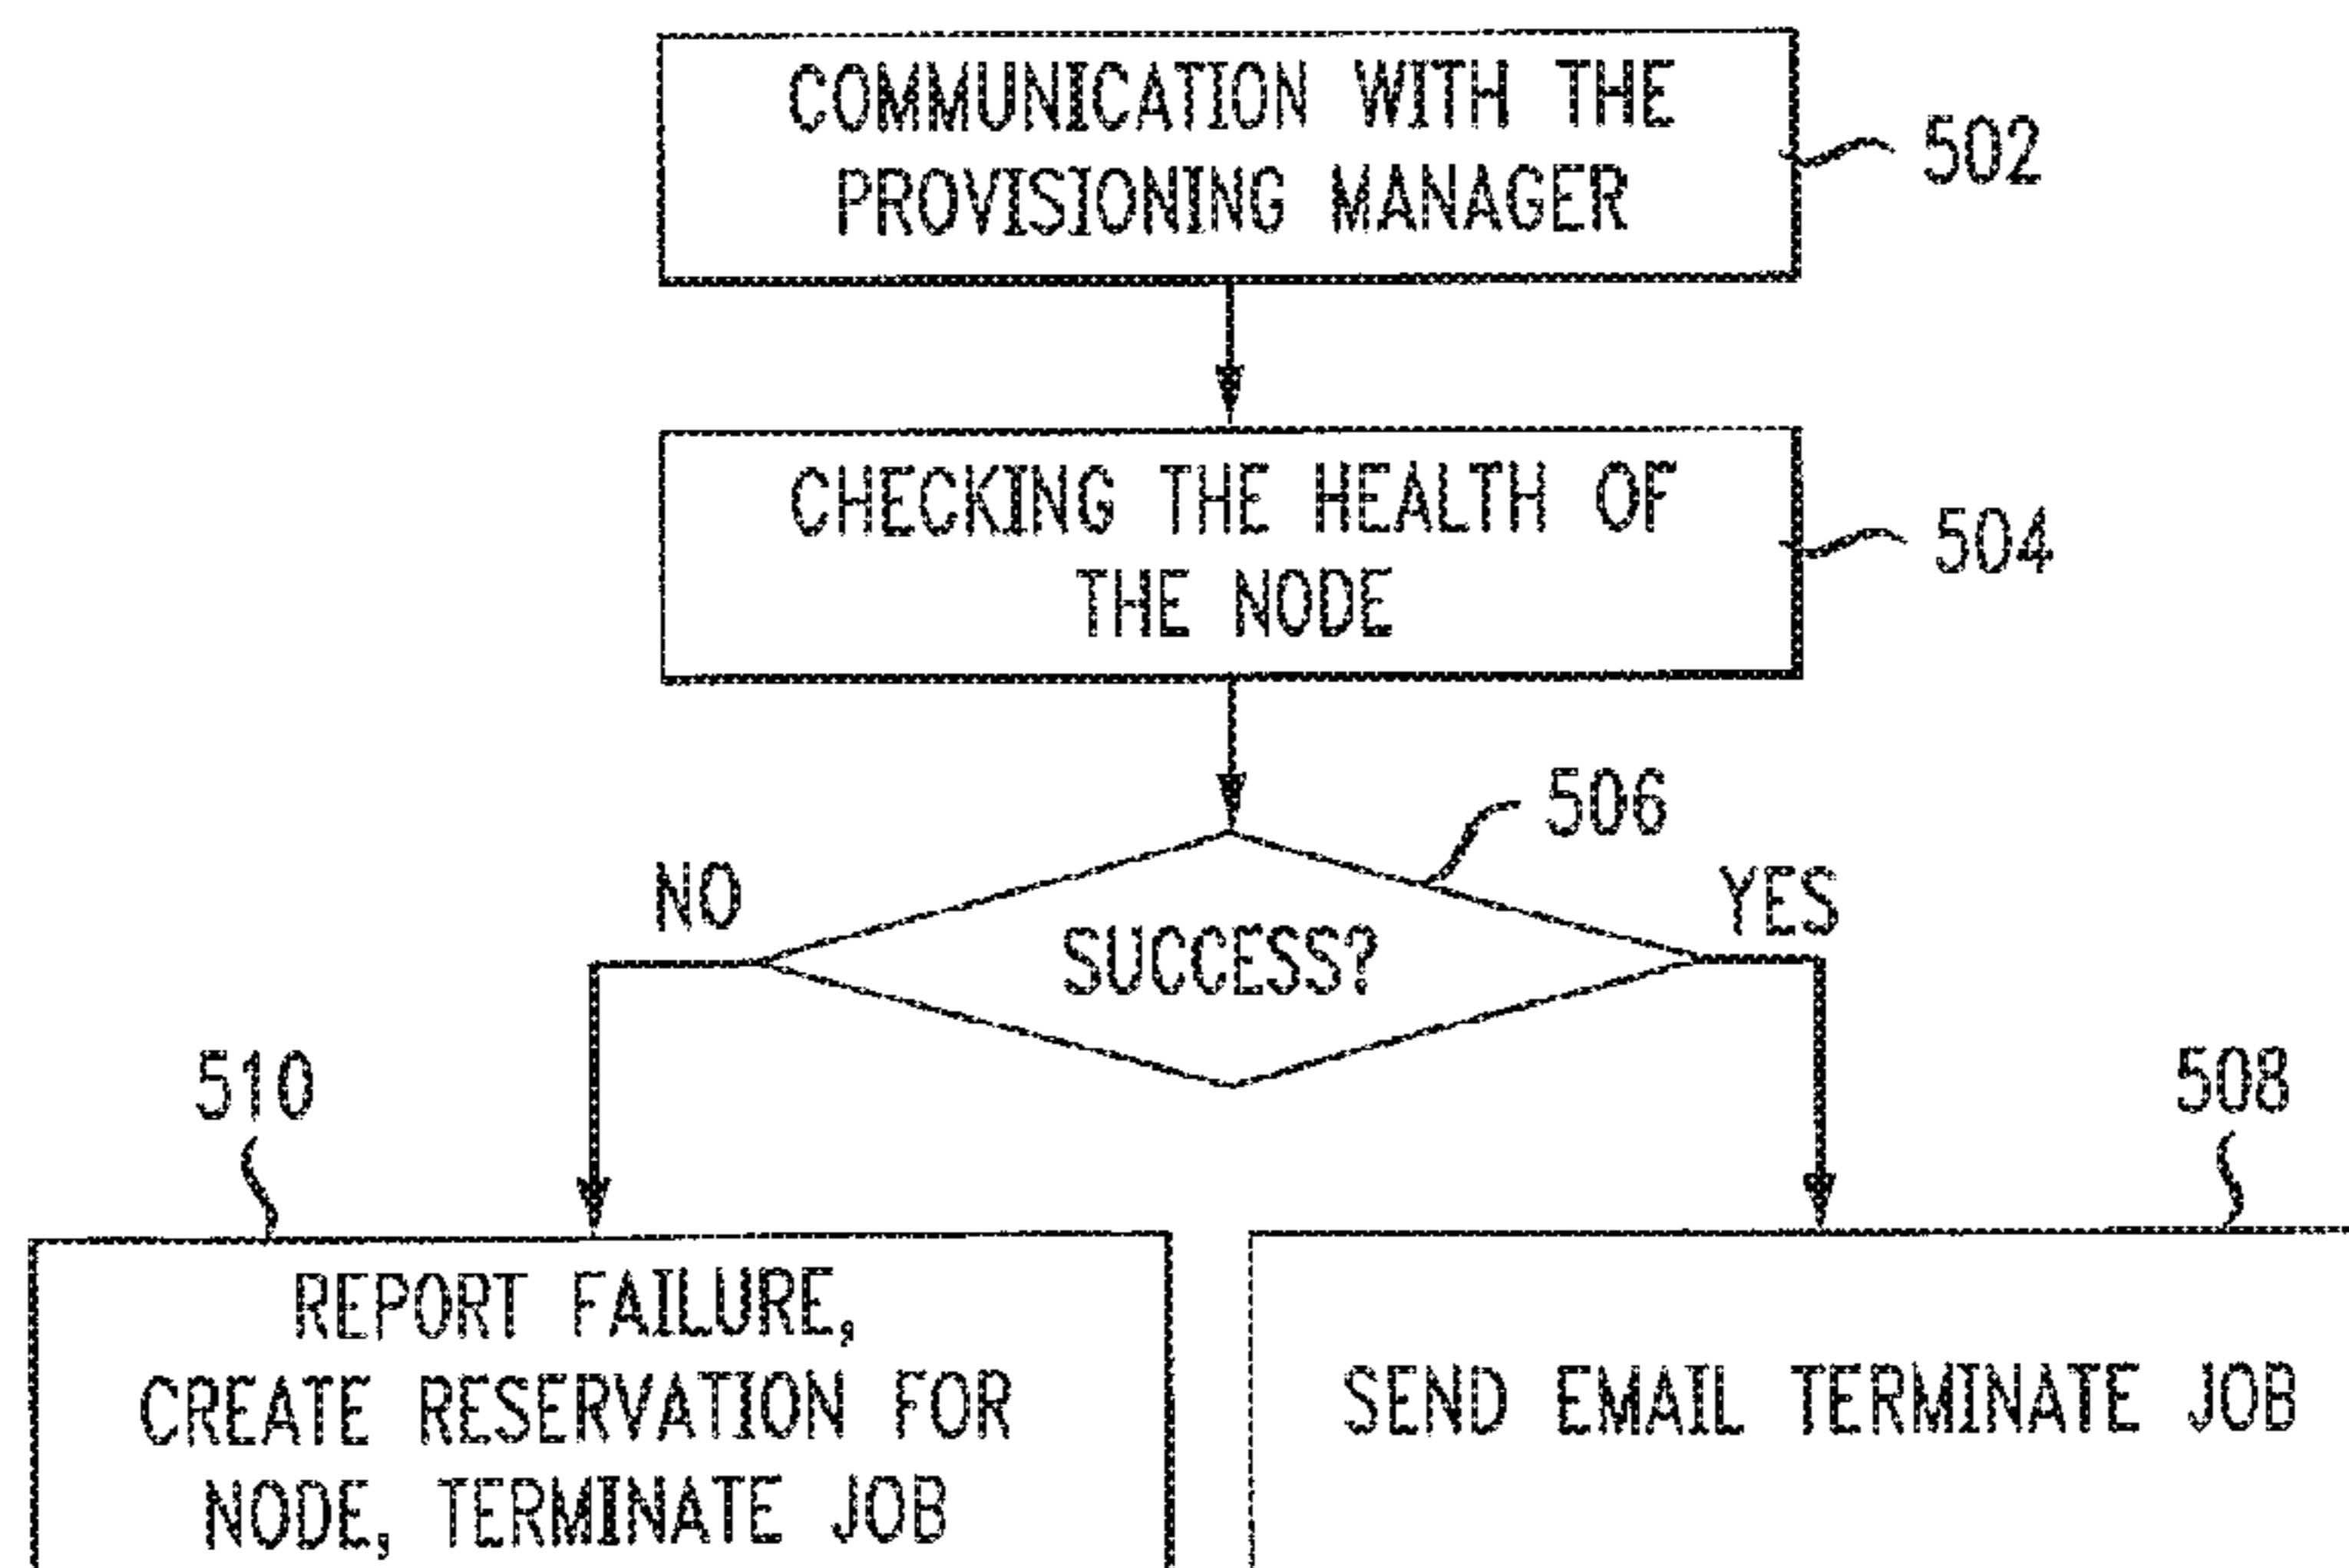 COMMUNICATION WITH THE
PROVISIONING MANAGER
502
CHECKING THE HEALTH OF
THE NODE
504
506
NO
YES
SUCCESS?
510
508
REPORT FAILURE,
CREATE RESERVATION FOR
NODE, TERMINATE JOB
SEND EMAIL TERMINATE JOB